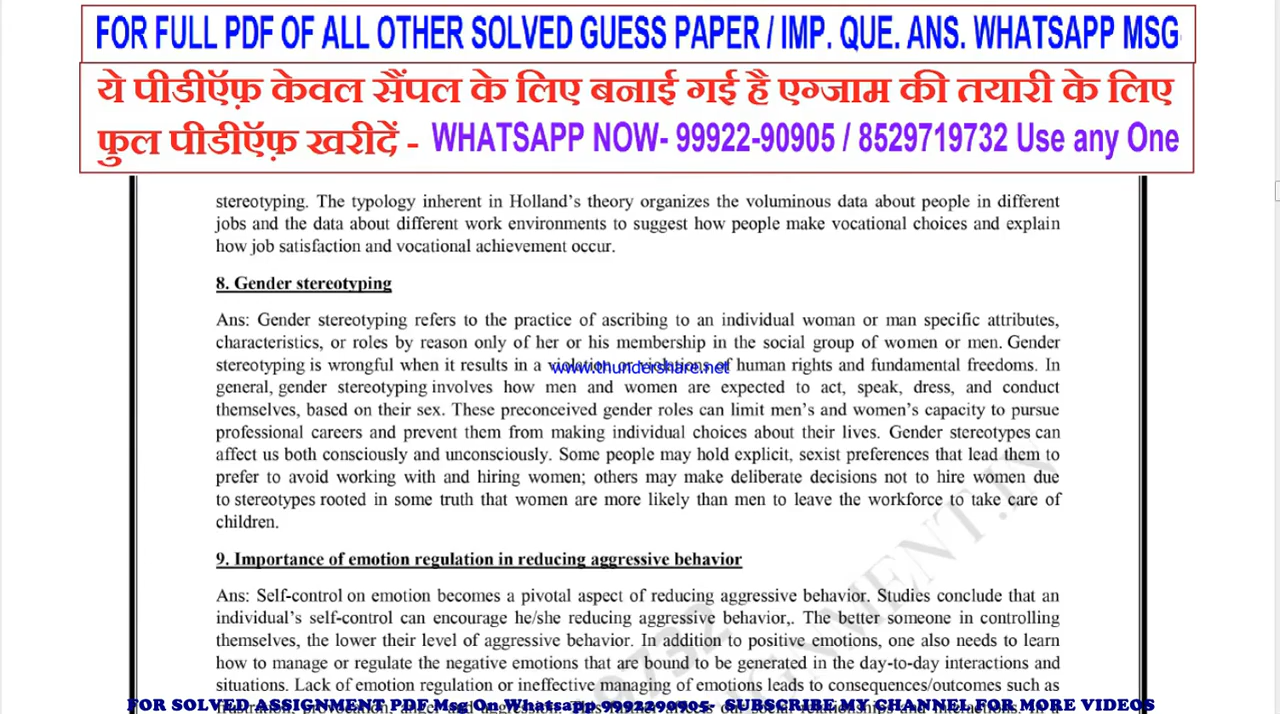 FOR FULL PDF OF ALL OTHER SOLVED GUESS PAPER / IMP. QUE. ANS. WHATSAPP MSG
ये पीडीऍफ़ केवल सैंपल के लिए बनाई गई है एग्जाम की तयारी के लिए
फुल पीडीऍफ़ खरीदें - WHATSAPP NOW- 99922-90905 / 8529719732 Use any One
stereotyping. The typology inherent in Holland's theory organizes the voluminous data about people in different
jobs and the data about different work environments to suggest how people make vocational choices and explain
how job satisfaction and vocational achievement occur.
8. Gender stereotyping
Ans: Gender stereotyping refers to the practice of ascribing to an individual woman or man specific attributes,
characteristics, or roles by reason only of her or his membership in the social group of women or men. Gender
stereotyping is wrongful when it results in a violation or violations of human rights and fundamental freedoms. In
www.thundershare.net
general, gender stereotyping involves how men and women are expected to act, speak, dress, and conduct
themselves, based on their sex. These preconceived gender roles can limit men's and women's capacity to pursue
professional careers and prevent them from making individual choices about their lives. Gender stereotypes can
affect us both consciously and unconsciously. Some people may hold explicit, sexist preferences that lead them to
prefer to avoid working with and hiring women; others may make deliberate decisions not to hire women due
to stereotypes rooted in some truth that women are more likely than men to leave the workforce to take care of
children.
9. Importance of emotion regulation in reducing aggressive behavior
Ans: Self-control on emotion becomes a pivotal aspect of reducing aggressive behavior. Studies conclude that an
individual's self-control can encourage he/she reducing aggressive behavior,. The better someone in controlling
themselves, the lower their level of aggressive behavior. In addition to positive emotions, one also needs to learn
how to manage or regulate the negative emotions that are bound to be generated in the day-to-day interactions and
situations. Lack of emotion regulation or ineffective managing of emotions leads to consequences/outcomes such as
FOR SOLVED ASSIGNMENT PDF Msg On Whatsapp 9992290905- SUBSCRIBE MY CHANNEL FOR MORE VIDEOS